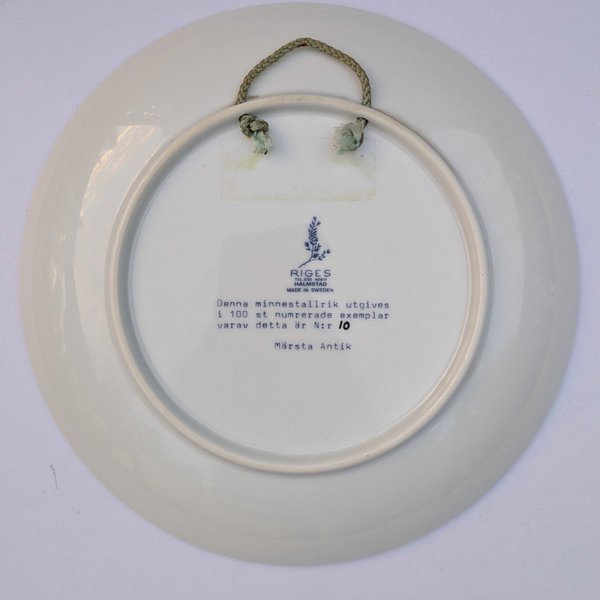 RIGES
HALMSTAD
MADE IN SWEDEN
Denna minnestallrik utgives
i 100 st numrerade exemplar
varav detta är N:r 10
Märsta Antik